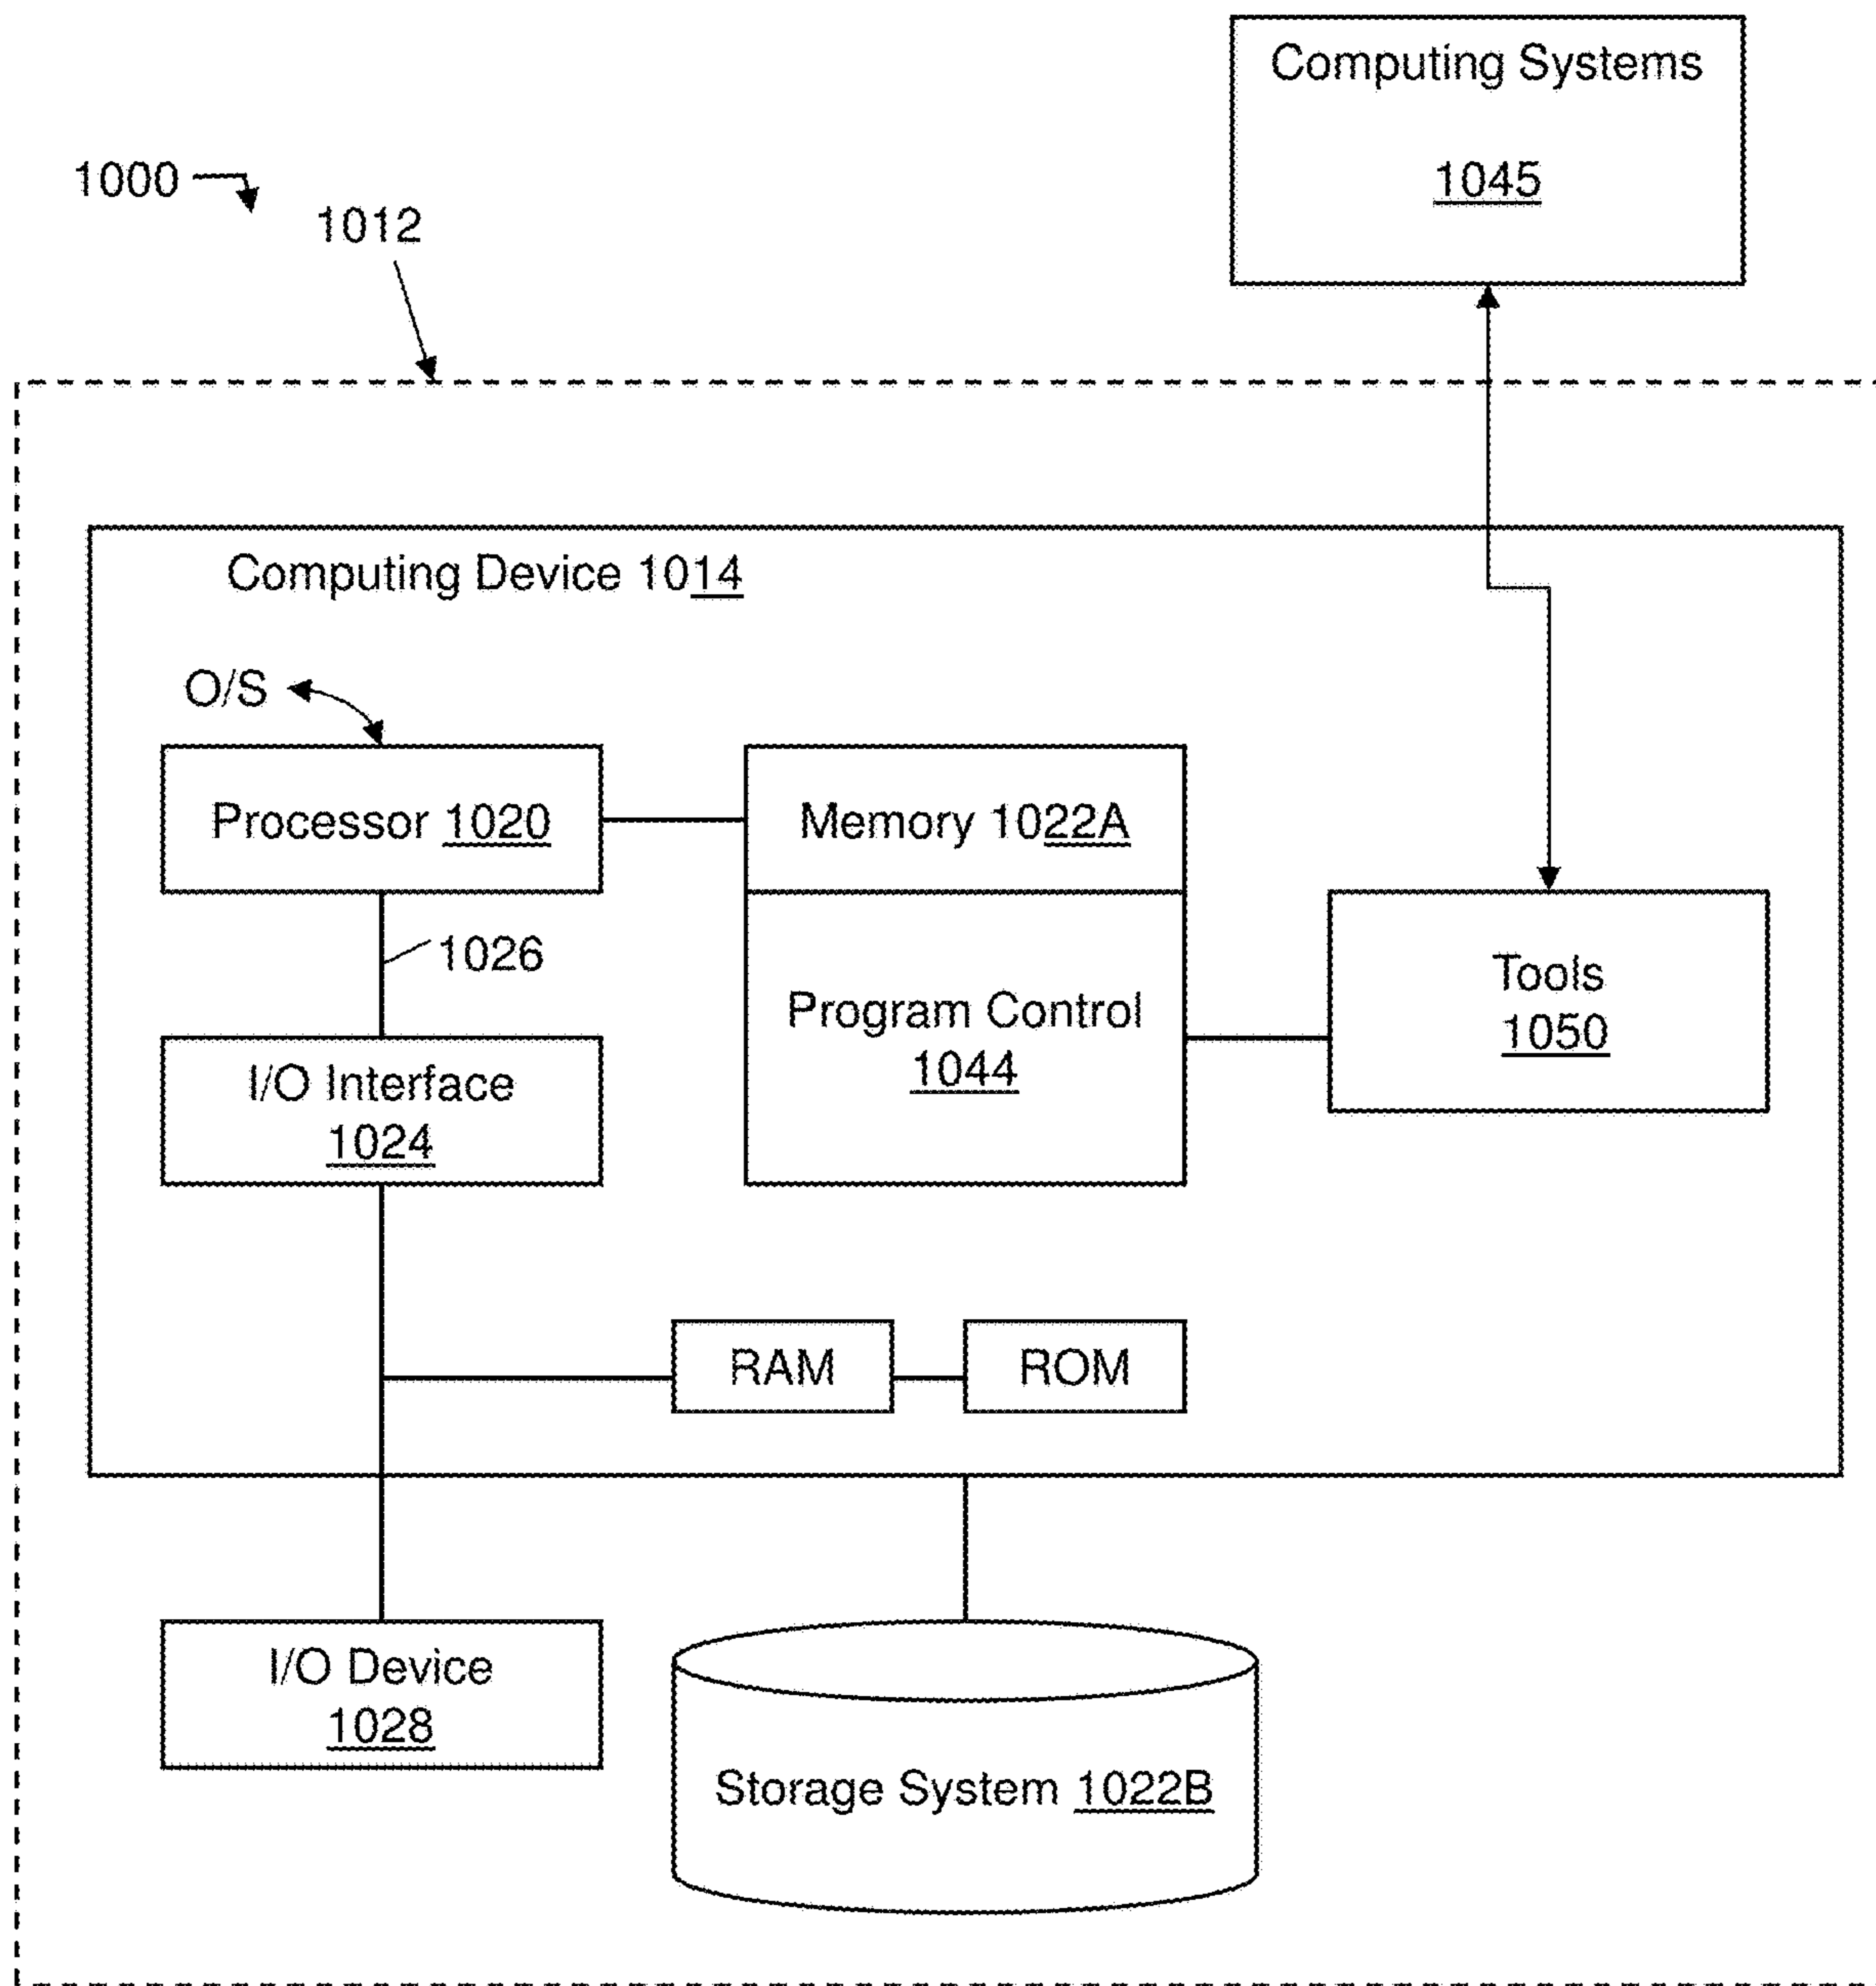 Computing Systems
1045
1000
1012
Computing Device 1014
O/S
Processor 1020
Memory 1022A
1026
Program Control
1044
Tools
1050
I/O Interface
1024
RAM
ROM
I/O Device
1028
Storage System 1022B